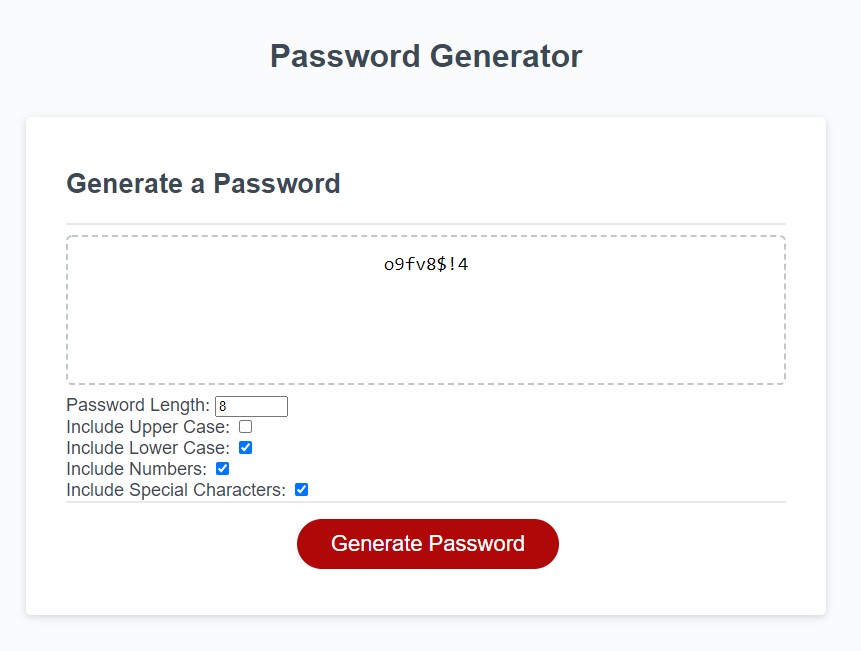 Password Generator
Generate a Password
o9fv8$!4
Password Length: 8
Include Upper Case:
Include Lower Case:
Include Numbers:
Include Special Characters:
Generate Password